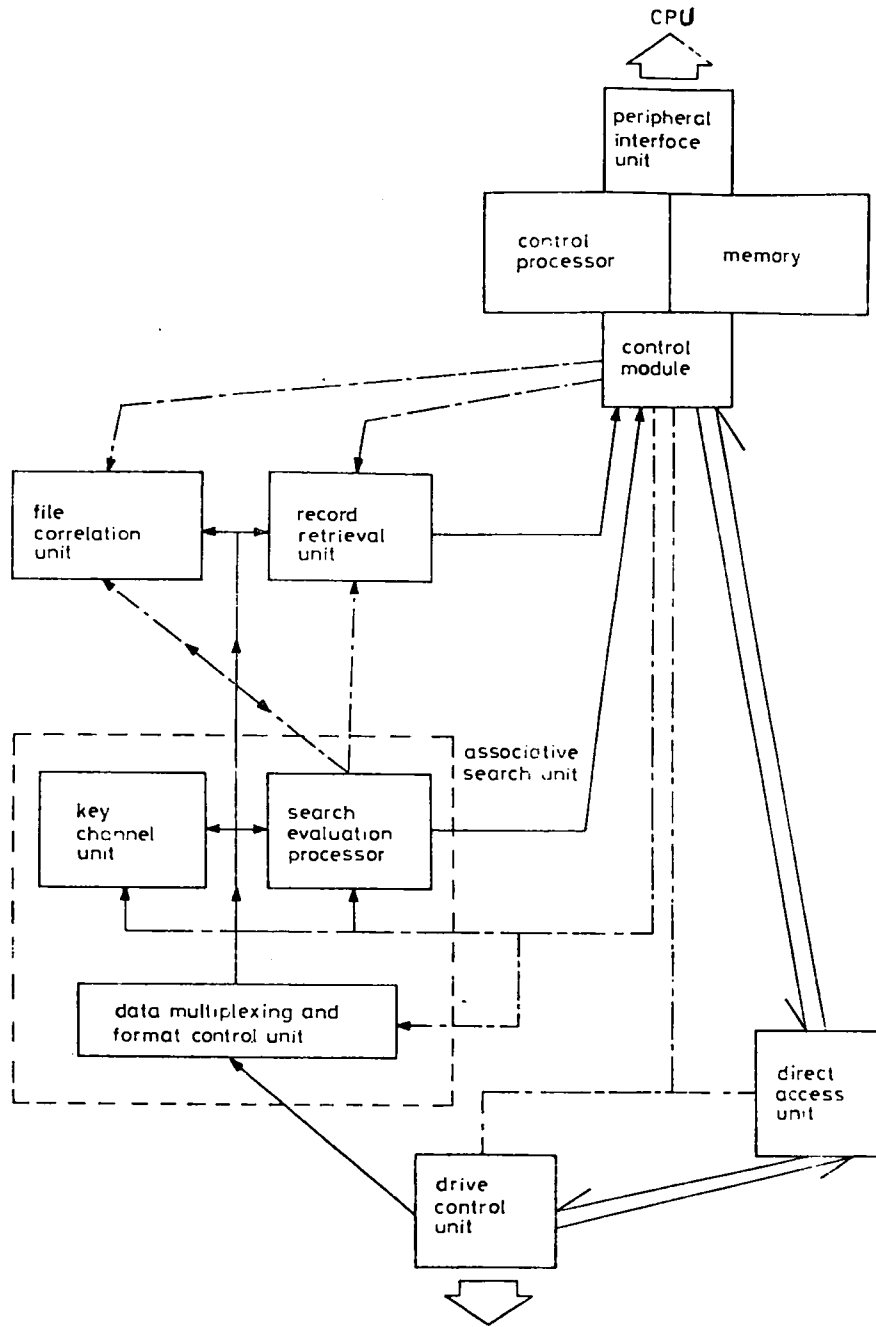 CPU
peripheral
interface
unit
control
processor
memory
control
module
file
correlation
unit
record
retrieval
unit
associative
search unit
key
channel
unit
search
evaluation
processor
data multiplexing and
format control unit
direct
access
unit
drive
control
unit